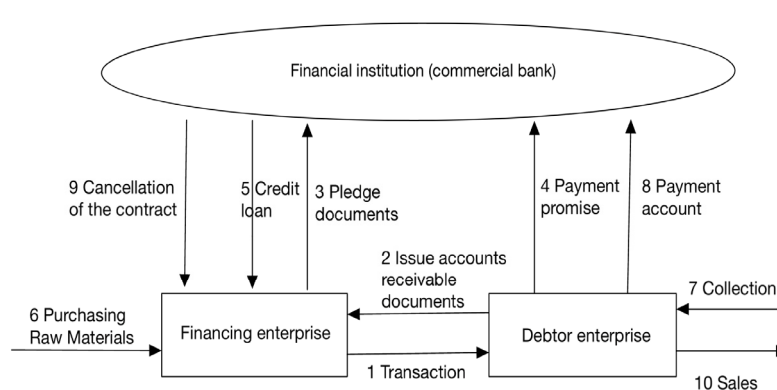 Financial institution (commercial bank)
9 Cancellation
of the contract
5 Credit
loan
3 Pledge
documents
4 Payment
promise
8 Payment
account
2 Issue accounts
receivable
documents
7 Collection
6 Purchasing
Raw Materials
Financing enterprise
Debtor enterprise
1 Transaction
10 Sales